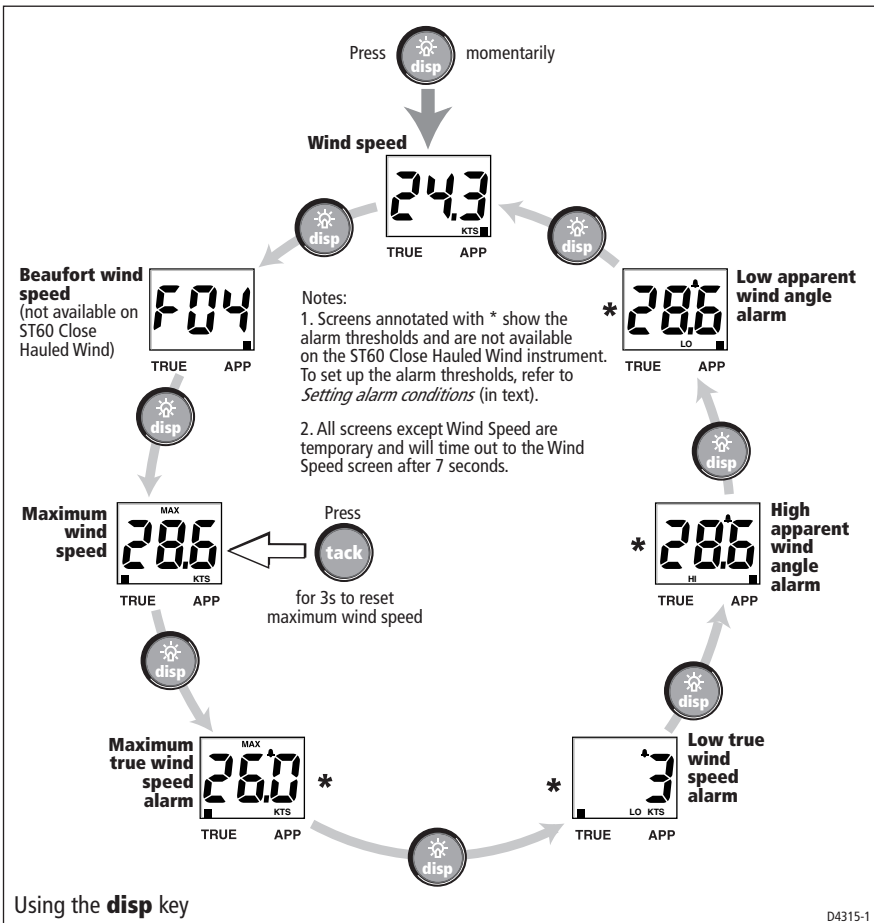 Press
disp
momentarily
Wind speed
24.3
KTS
TRUE APP
disp
Beaufort wind
speed
(not available on
ST60 Close
Hauled Wind)
F04
TRUE APP
disp
Maximum
wind
speed
MAX
28.6
KTS
TRUE APP
Press
tack
for 3s to reset
maximum wind speed
disp
Maximum
true wind
speed
alarm
MAX
26.0
KTS
TRUE APP
*
disp
*
3
LO KTS
TRUE APP
Low true
wind
speed
alarm
disp
*
28.6
HI
TRUE APP
High
apparent
wind
angle
alarm
disp
*
28.6
LO
TRUE APP
Low apparent
wind angle
alarm
disp
Notes:
1. Screens annotated with * show the
alarm thresholds and are not available
on the ST60 Close Hauled Wind instrument.
To set up the alarm thresholds, refer to
Setting alarm conditions (in text).
2. All screens except Wind Speed are
temporary and will time out to the Wind
Speed screen after 7 seconds.
Using the disp key
D4315-1